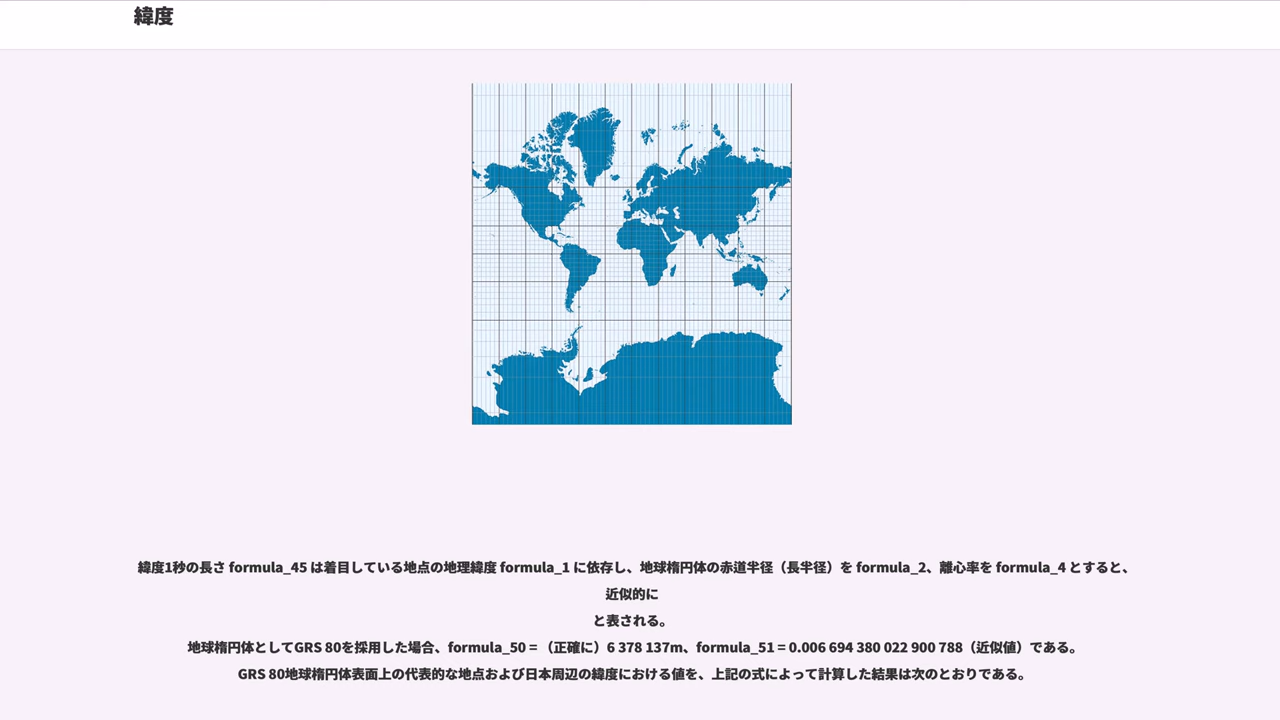 緯度
緯度1秒の長さ formula_45 は着目している地点の地理緯度 formula_1 に依存し、地球楕円体の赤道半径（長半径）を formula_2、離心率を formula_4 とすると、
近似的に
と表される。
地球楕円体としてGRS 80を採用した場合、formula_50 = （正確に）6 378 137m、formula_51 = 0.006 694 380 022 900 788（近似値）である。
GRS 80地球楕円体表面上の代表的な地点および日本周辺の緯度における値を、上記の式によって計算した結果は次のとおりである。